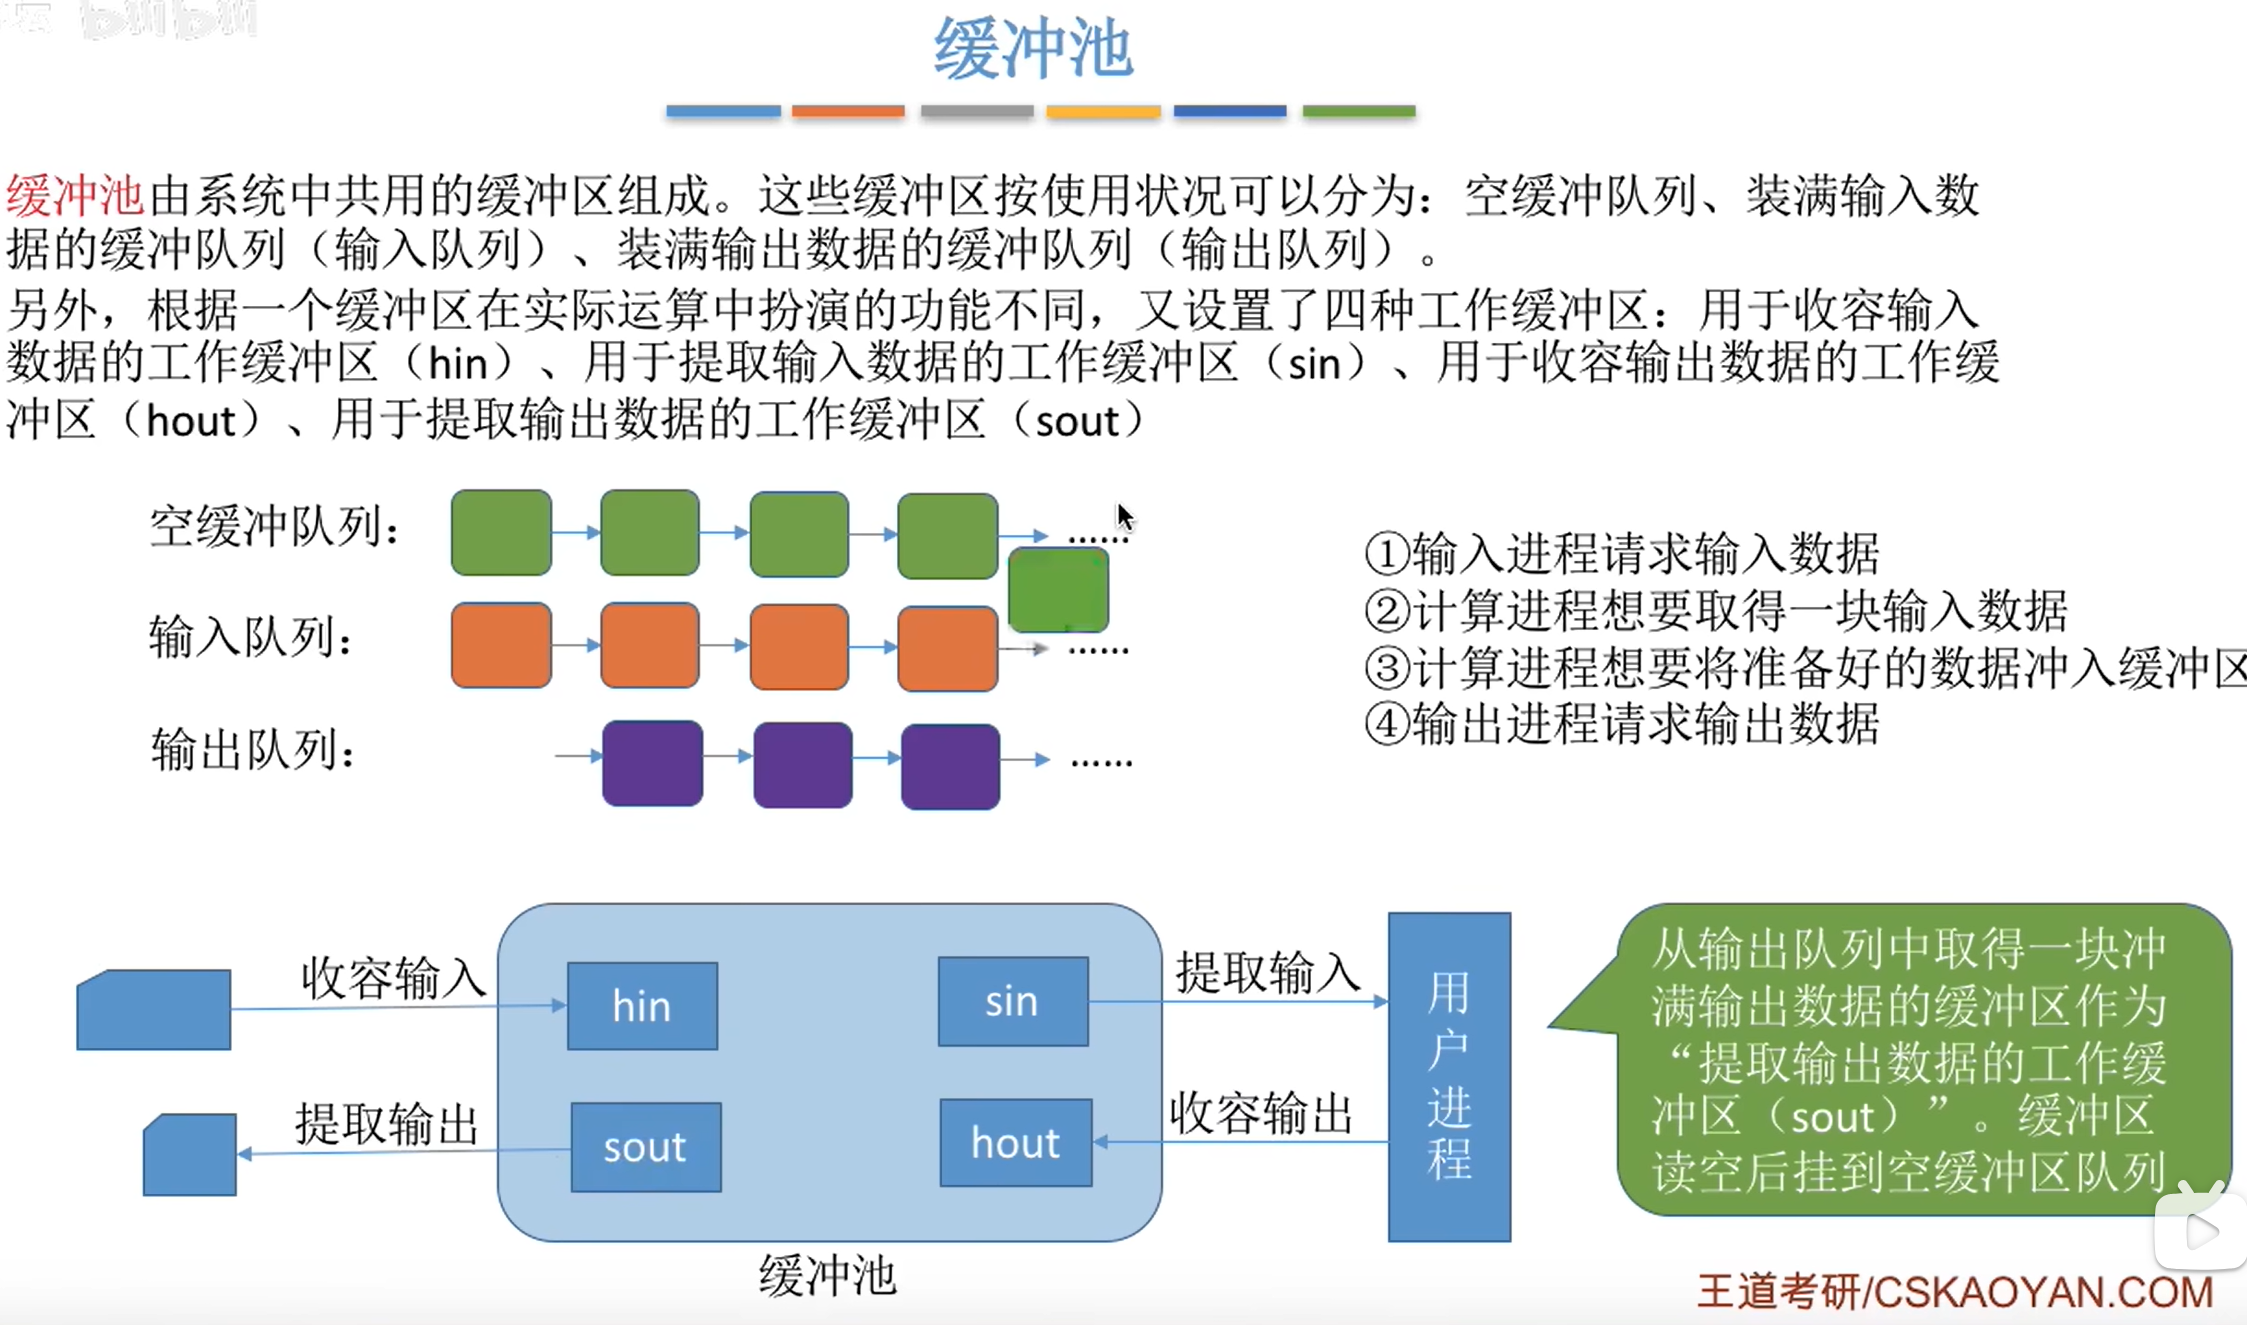 缓冲池
缓冲池由系统中共用的缓冲区组成。这些缓冲区按使用状况可以分为：空缓冲队列、装满输入数
据的缓冲队列（输入队列）、装满输出数据的缓冲队列（输出队列）。
另外，根据一个缓冲区在实际运算中扮演的功能不同，又设置了四种工作缓冲区：用于收容输入
数据的工作缓冲区（hin）、用于提取输入数据的工作缓冲区（sin）、用于收容输出数据的工作缓
冲区（hout）、用于提取输出数据的工作缓冲区（sout）
空缓冲队列：
......
输入队列：
......
输出队列：
......
①输入进程请求输入数据
②计算进程想要取得一块输入数据
③计算进程想要将准备好的数据冲入缓冲区
④输出进程请求输出数据
收容输入
hin
sin
提取输入
提取输出
sout
hout
收容输出
用户进程
缓冲池
从输出队列中取得一块冲
满输出数据的缓冲区作为
“提取输出数据的工作缓
冲区（sout）”。缓冲区
读空后挂到空缓冲区队列
王道考研/CSKAOYAN.COM